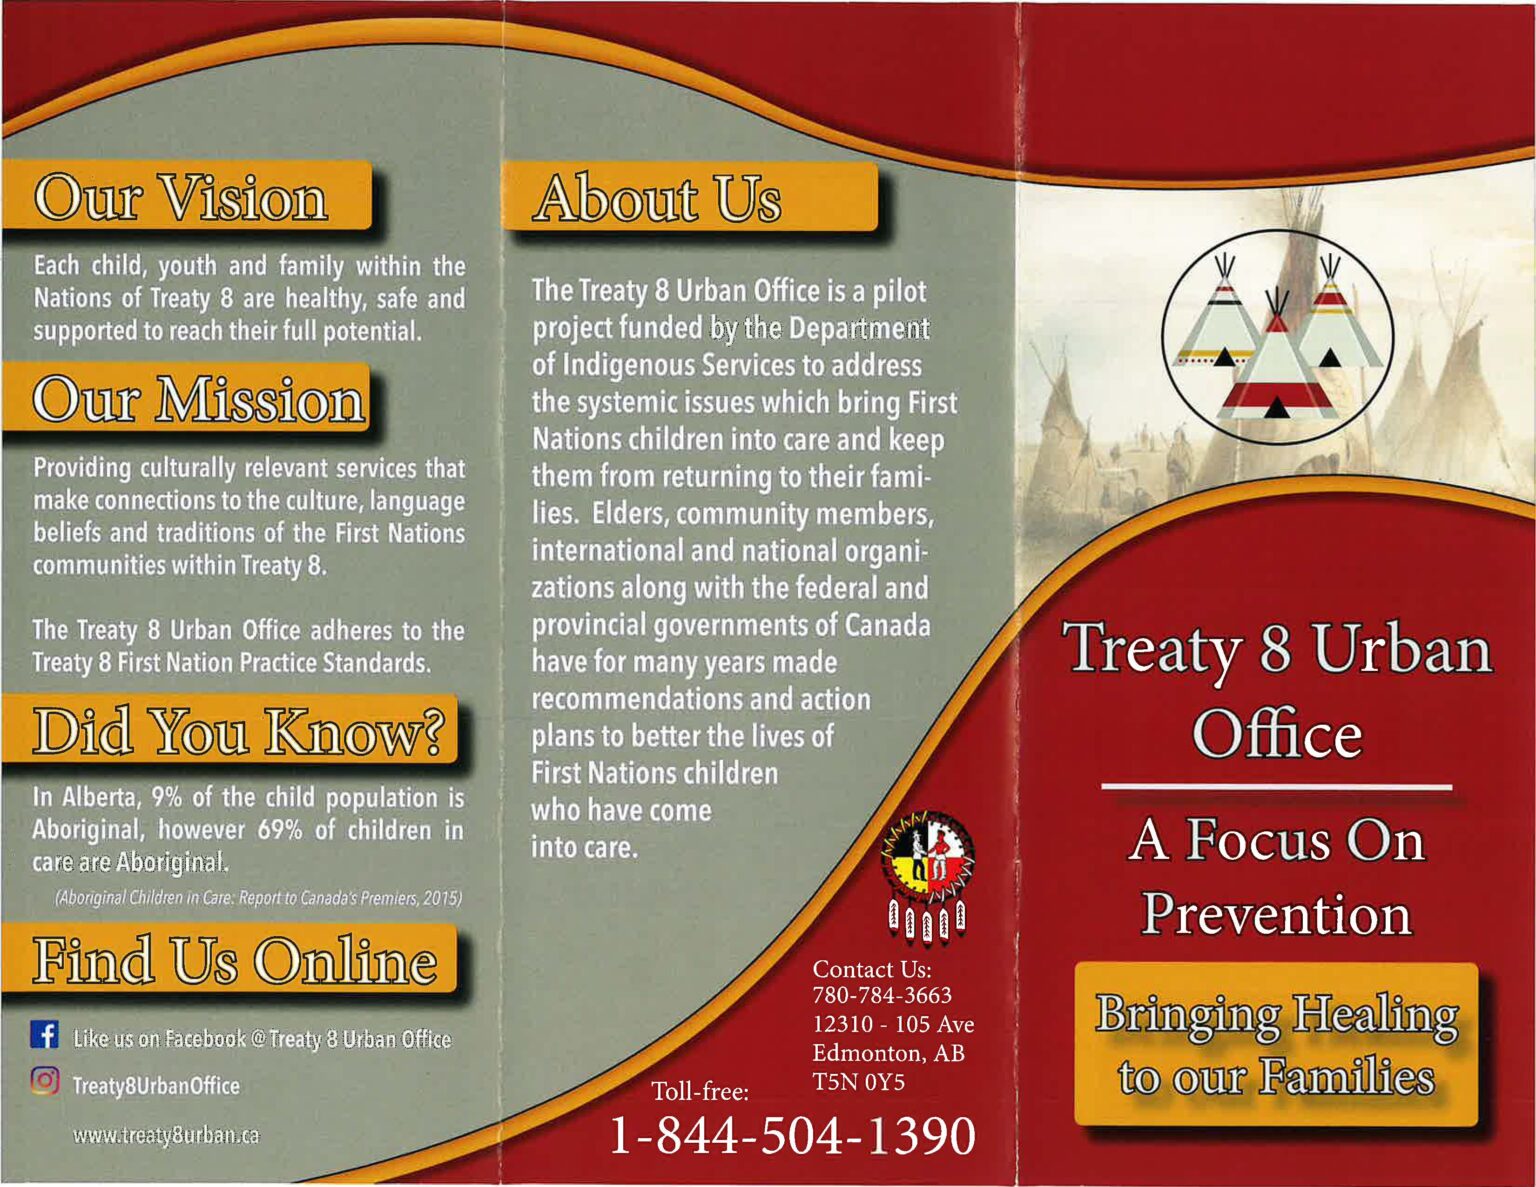 Our Vision
Each child, youth and family within the
Nations of Treaty 8 are healthy, safe and
supported to reach their full potential.
Our Mission
Providing culturally relevant services that
make connections to the culture, language
beliefs and traditions of the First Nations
communities within Treaty 8.
The Treaty 8 Urban Office adheres to the
Treaty 8 First Nation Practice Standards.
Did You Know?
In Alberta, 9% of the child population is
Aboriginal, however 69% of children in
care are Aboriginal.
(Aboriginal Children in Care: Report to Canada's Premiers, 2015)
Find Us Online
Like us on Facebook @ Treaty 8 Urban Office
Treaty8UrbanOffice
www.treaty8urban.ca
About Us
The Treaty 8 Urban Office is a pilot
project funded by the Department
of Indigenous Services to address
the systemic issues which bring First
Nations children into care and keep
them from returning to their fami-
lies. Elders, community members,
international and national organi-
zations along with the federal and
provincial governments of Canada
have for many years made
recommendations and action
plans to better the lives of
First Nations children
who have come
into care.
Contact Us:
780-784-3663
12310 - 105 Ave
Edmonton, AB
T5N 0Y5
Toll-free:
1-844-504-1390
Treaty 8 Urban
Office
A Focus On
Prevention
Bringing Healing
to our Families